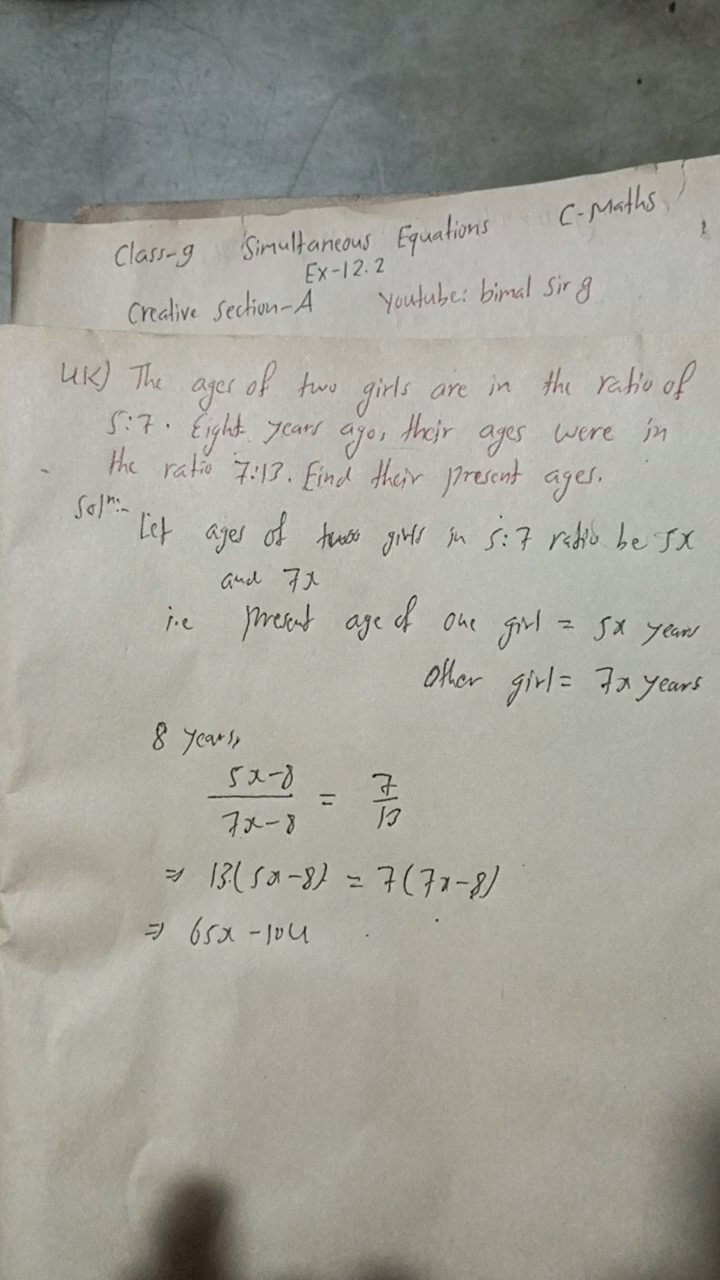 Class-9 Simultaneous Equations C-Maths
Ex-12.2
Creative Section-A Youtube: bimal Sir g
4k) The ages of two girls are in the ratio of
5:7. Eight years ago, their ages were in
the ratio 7:13. Find their present ages.
Solⁿ:-
Let ages of two girls in 5:7 ratio be 5x
and 7x
i.e present age of one girl = 5x years
Other girl = 7x years
8 years,
5x-8 / 7x-8 = 7/13
⇒ 13(5x-8) = 7(7x-8)
⇒ 65x - 104